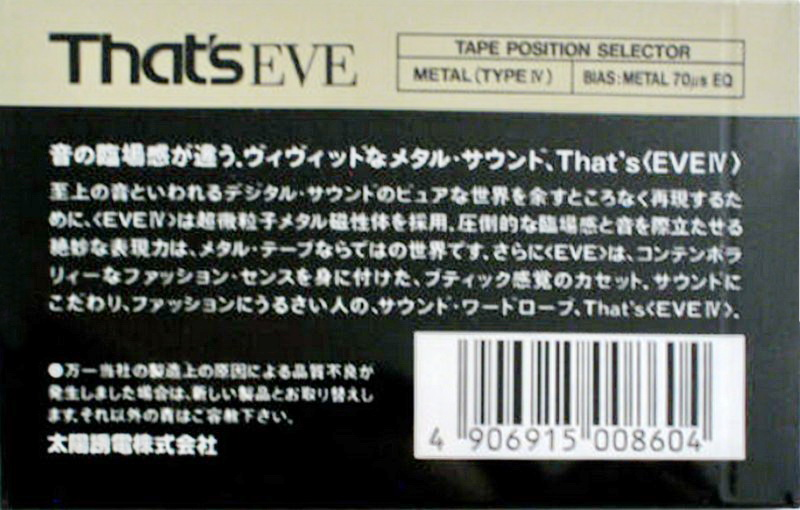 That's EVE
TAPE POSITION SELECTOR
METAL (TYPE Ⅳ) BIAS: METAL 70μs EQ
音の臨場感が違う、ヴィヴィッドなメタル・サウンド、That's〈EVEⅣ〉
至上の音といわれるデジタル・サウンドのピュアな世界を余すところなく再現するた
めに、〈EVEⅣ〉は超微粒子メタル磁性体を採用。圧倒的な臨場感と音を際立たせる
絶妙な表現力は、メタル・テープならではの世界です。さらに〈EVE〉は、コンテンポラ
リィーなファッション・センスを身に付けた、ブティック感覚のカセット。サウンドに
こだわり、ファッションにうるさい人の、サウンド・ワードローブ、That's〈EVEⅣ〉。
●万一当社の製造上の原因による品質不良が
発生しました場合は、新しい製品とお取り替えし
ます。それ以外の責はご容赦下さい。
太陽誘電株式会社
4 906915 008604